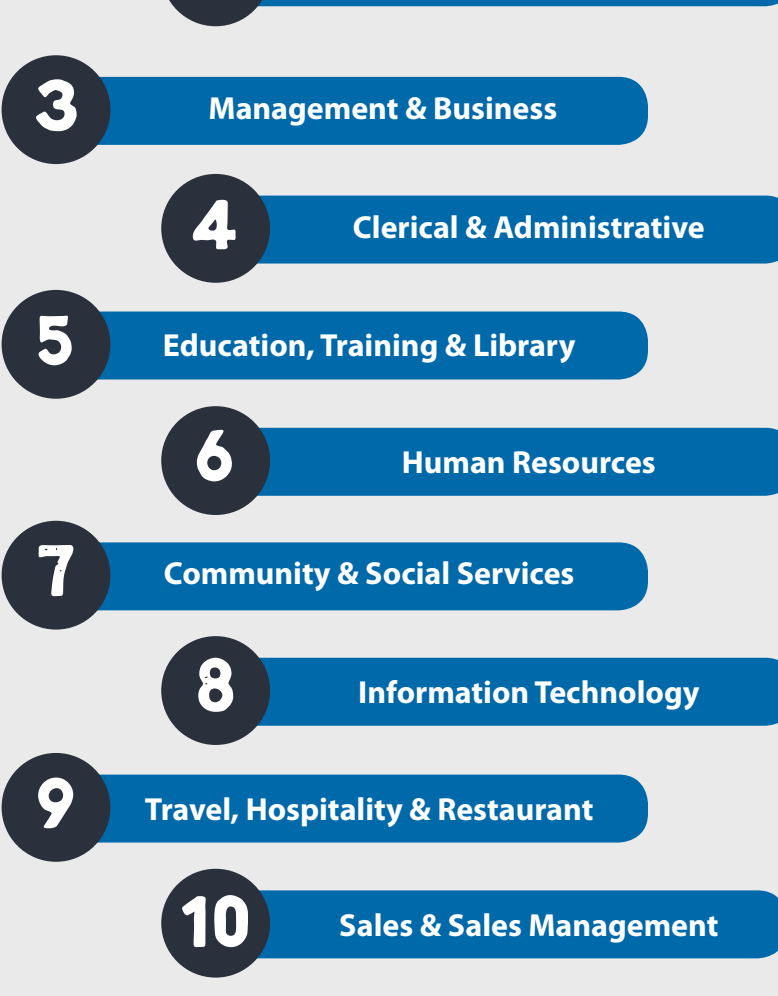 3
Management & Business
4
Clerical & Administrative
5
Education, Training & Library
6
Human Resources
7
Community & Social Services
8
Information Technology
9
Travel, Hospitality & Restaurant
10
Sales & Sales Management